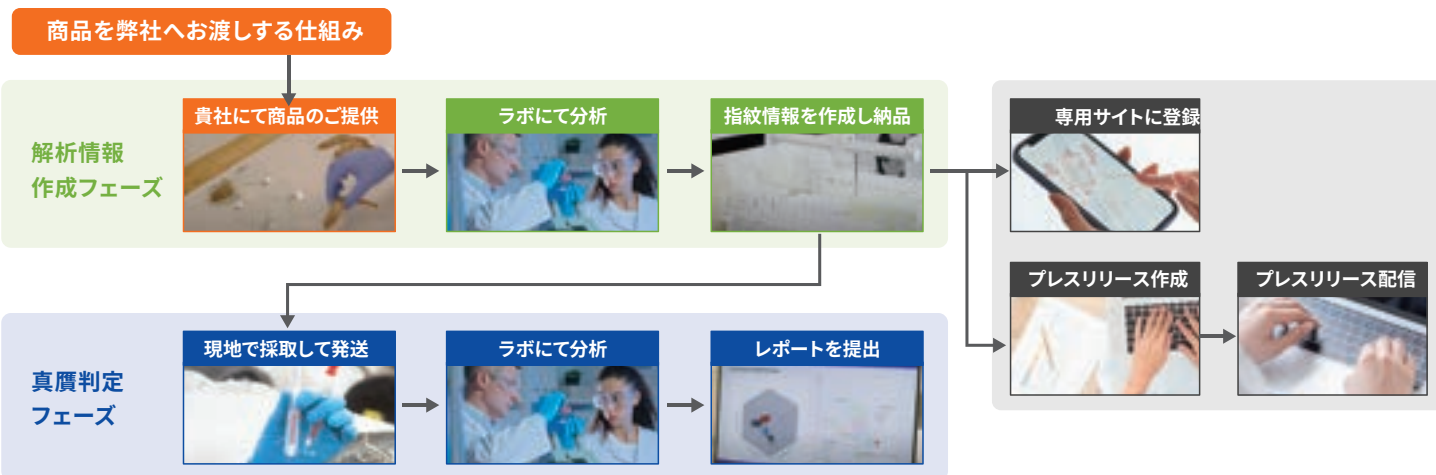 商品を弊社へお渡しする仕組み
解析情報
作成フェーズ
貴社にて商品のご提供
ラボにて分析
指紋情報を作成し納品
専用サイトに登録
プレスリリース作成
プレスリリース配信
真贋判定
フェーズ
現地で採取して発送
ラボにて分析
レポートを提出